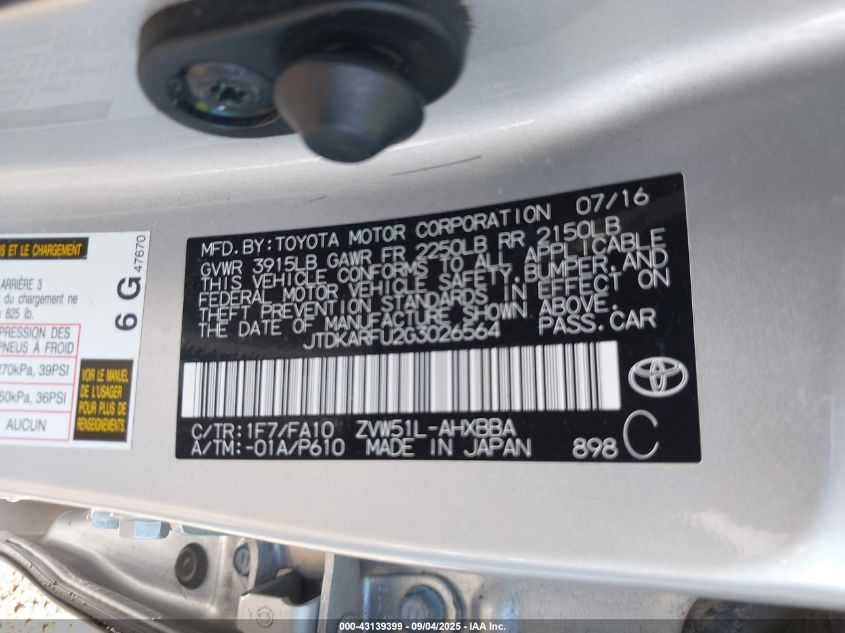 MFD. BY: TOYOTA MOTOR CORPORATION 07/16
GVWR 3915LB GAWR FR 2250LB RR 2150LB
THIS VEHICLE CONFORMS TO ALL APPLICABLE
FEDERAL MOTOR VEHICLE SAFETY, BUMPER, AND
THEFT PREVENTION STANDARDS IN EFFECT ON
THE DATE OF MANUFACTURE SHOWN ABOVE.
JTDKARFU2G3026564 PASS.CAR
C/TR: 1F7/FA10 ZVW51L-AHXBBA
A/TM: -01A/P610 MADE IN JAPAN 898 C
TOYOTA
ET LE CHARGEMENT
ARRIÈRE 3
du chargement ne
825 lb.
6 G 47670
PRESSION DES
PNEUS À FROID
270kPa, 39PSI
50kPa, 36PSI
AUCUN
VOIR LE MANUEL
DE L'USAGER
POUR PLUS DE
RENSEIGNEMENTS
000-43139399 - 09/04/2025 - IAA Inc.